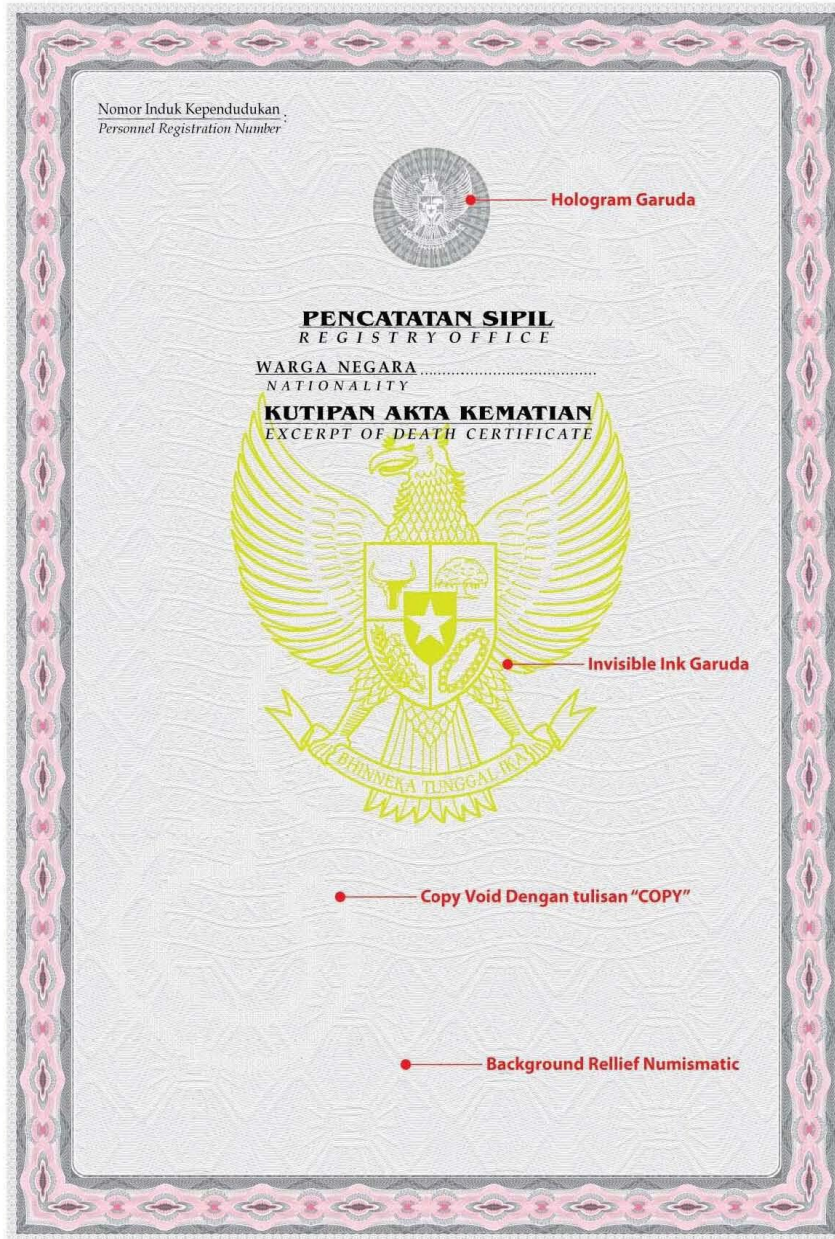 Nomor Induk Kependudukan :
Personnel Registration Number
Hologram Garuda
PENCATATAN SIPIL
REGISTRY OFFICE
WARGA NEGARA ........................................
NATIONALITY
KUTIPAN AKTA KEMATIAN
EXCERPT OF DEATH CERTIFICATE
Invisible Ink Garuda
BHINNEKA TUNGGAL IKA
Copy Void Dengan tulisan “COPY”
Background Rellief Numismatic